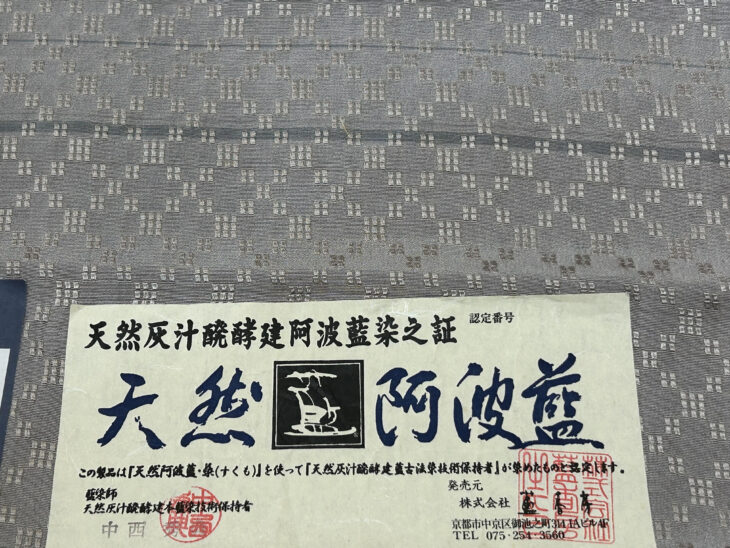 認定番号
天然灰汁醗酵建阿波藍染之証
天然 阿波藍
この製品は『天然阿波藍・蒅(すくも)』を使って『天然灰汁醗酵建藍古法染技術保持者』が染めたものと認定します。
藍染師
天然灰汁醗酵建本藍染技術保持者
中西
発売元
株式会社
京都市中京区御池之町
TEL 075-254-3560